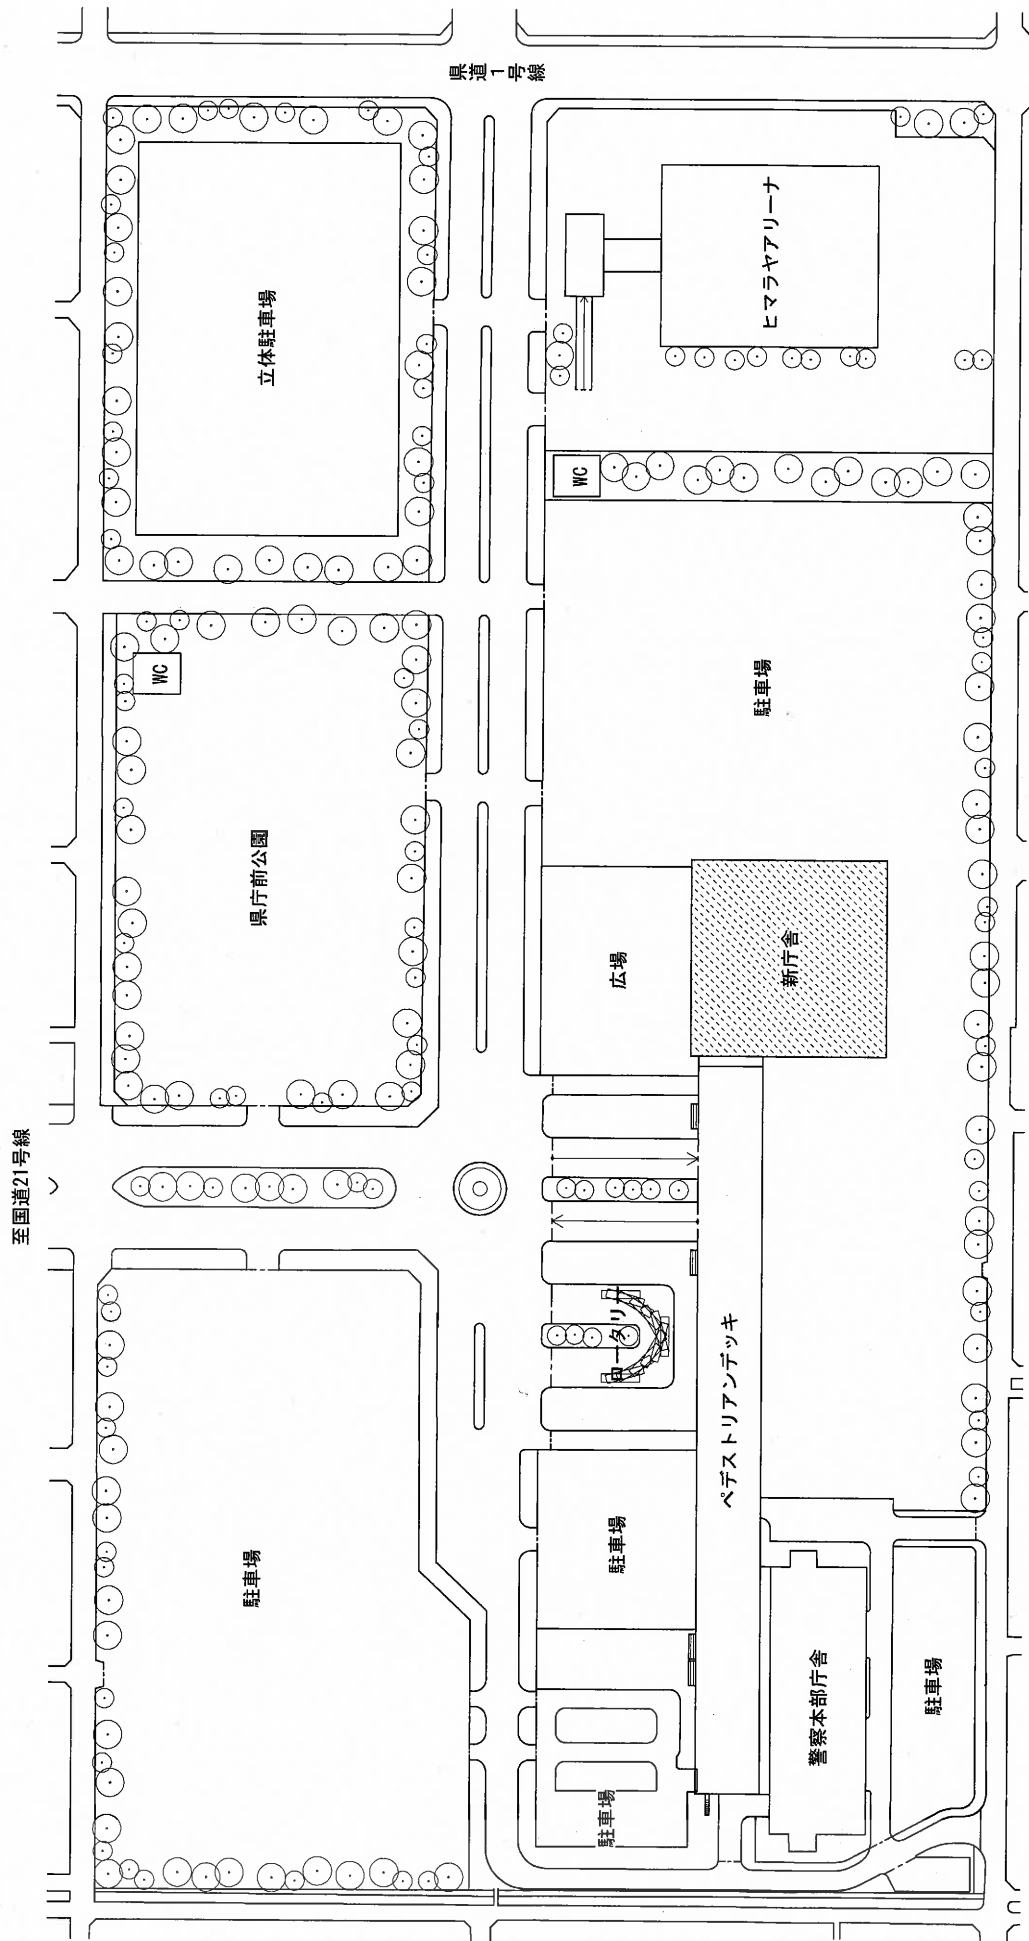 至国道21号線
県道1号線
立体駐車場
ヒマラヤアリーナ
WC
WC
県庁前公園
駐車場
広場
新庁舎
ロータリー
ペデストリアンデッキ
駐車場
駐車場
駐車場
警察本部庁舎
駐車場